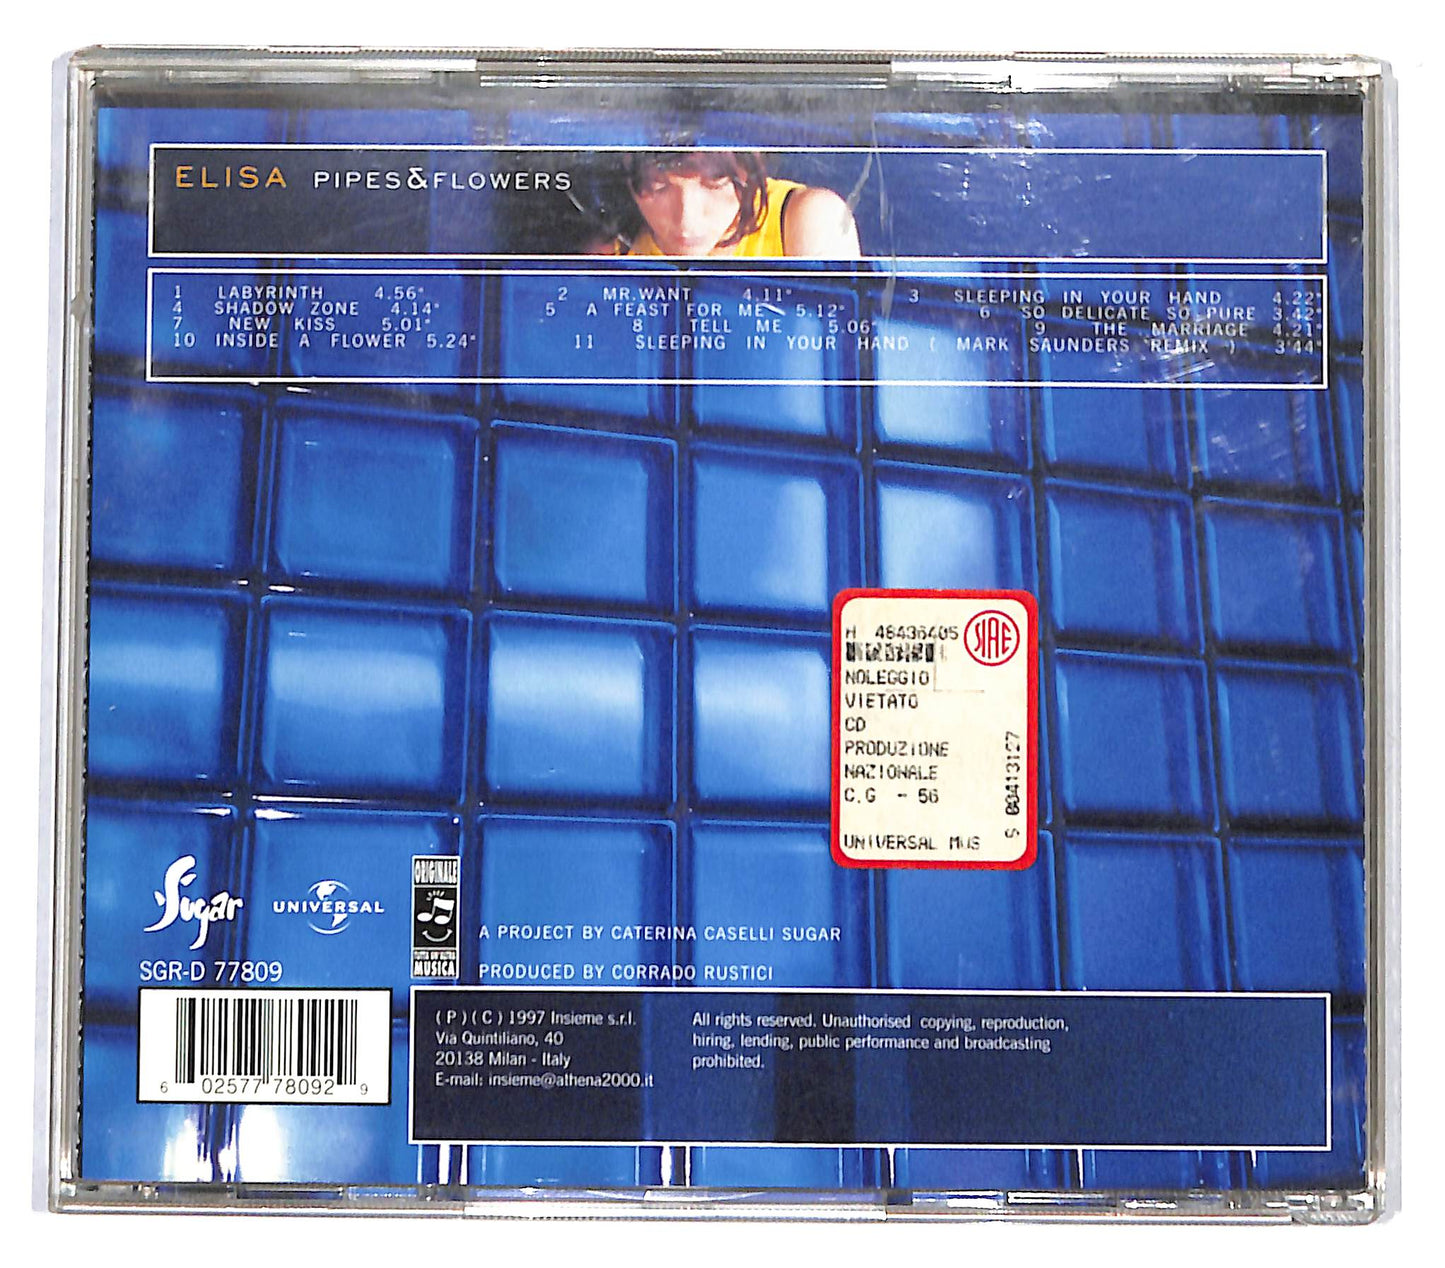 ELISA PIPES&FLOWERS
1 LABYRINTH 4.56" 2 MR.WANT 4.11" 3 SLEEPING IN YOUR HAND 4.22"
4 SHADOW ZONE 4.14" 5 A FEAST FOR ME 5.12" 6 SO DELICATE SO PURE 3.42"
7 NEW KISS 5.01" 8 TELL ME 5.06" 9 THE MARRIAGE 4.21"
10 INSIDE A FLOWER 5.24" 11 SLEEPING IN YOUR HAND ( MARK SAUNDERS REMIX ) 3'44"
H 48436405
SIAE
NOLEGGIO
VIETATO
CD
PRODUZIONE
NAZIONALE
C.G - 56
UNIVERSAL MUS
S 00413127
Sugar
UNIVERSAL
ORIGINALE
TUTTA UN'ALTRA
MUSICA
A PROJECT BY CATERINA CASELLI SUGAR
PRODUCED BY CORRADO RUSTICI
SGR-D 77809
6 02577 78092 9
( P ) ( C ) 1997 Insieme s.r.l.
Via Quintiliano, 40
20138 Milan - Italy
E-mail: insieme@athena2000.it
All rights reserved. Unauthorised copying, reproduction,
hiring, lending, public performance and broadcasting
prohibited.